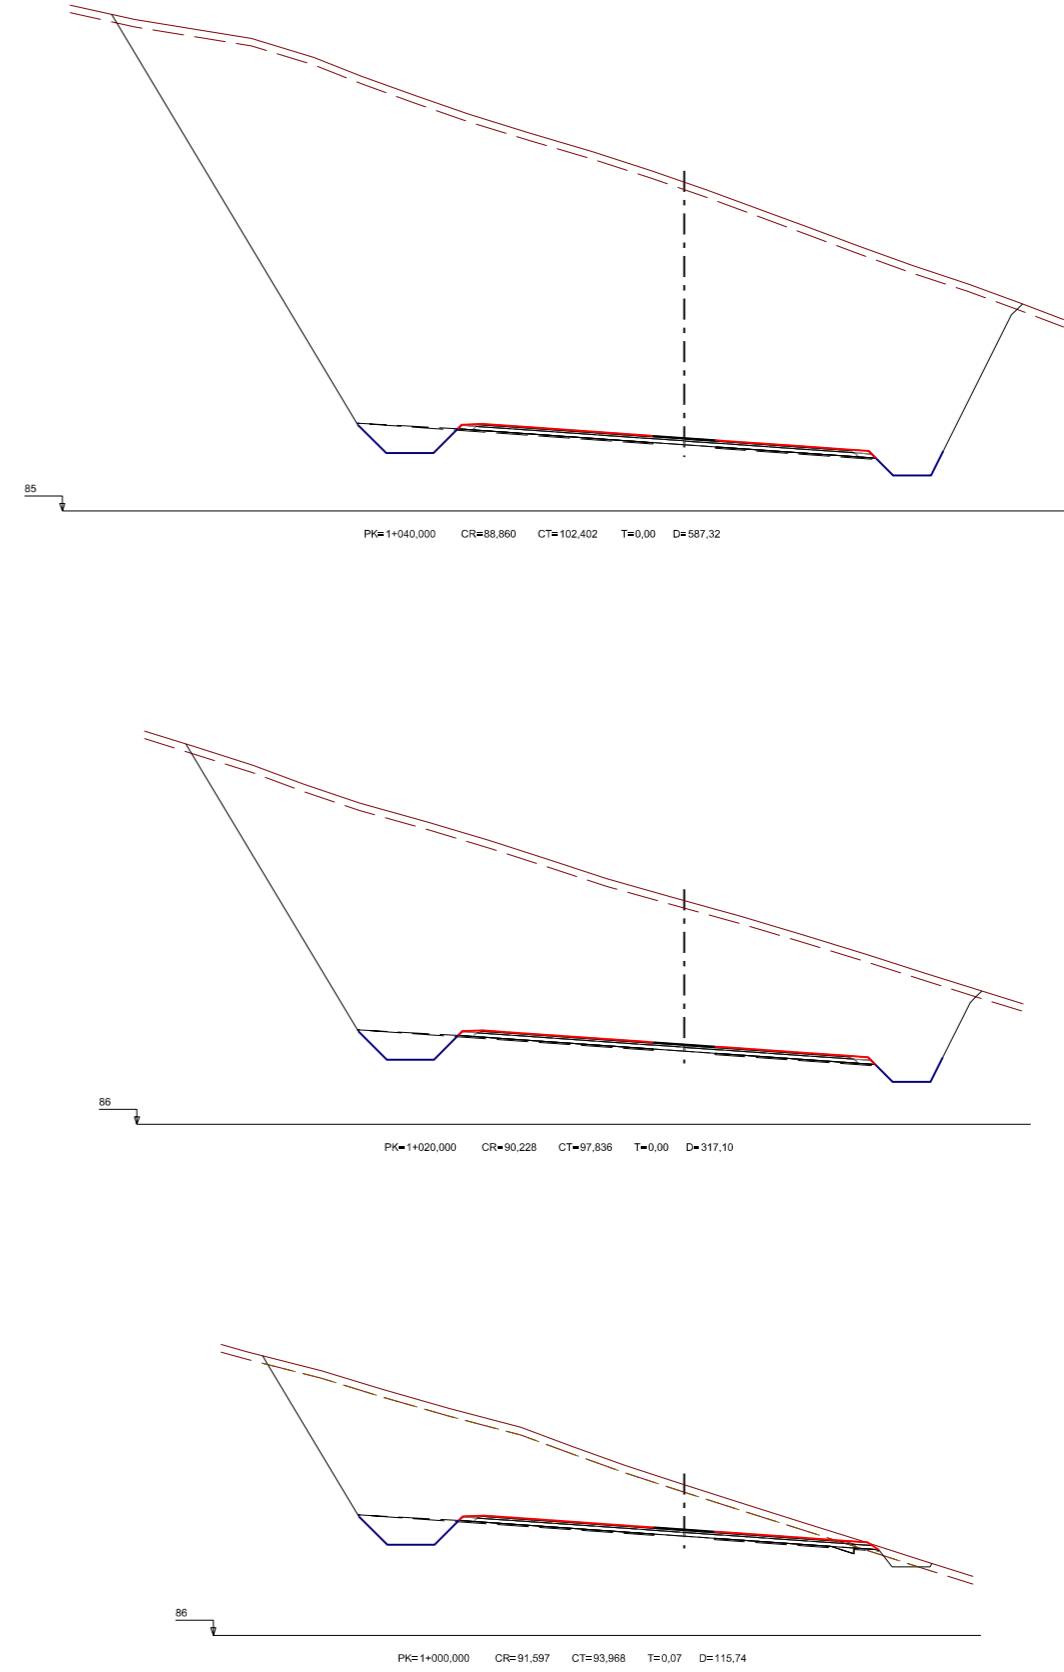 85
PK=1+040,000 CR=88,860 CT=102,402 T=0,00 D=587,32
86
PK=1+020,000 CR=90,228 CT=97,836 T=0,00 D=317,10
86
PK=1+000,000 CR=91,597 CT=93,968 T=0,07 D=115,74